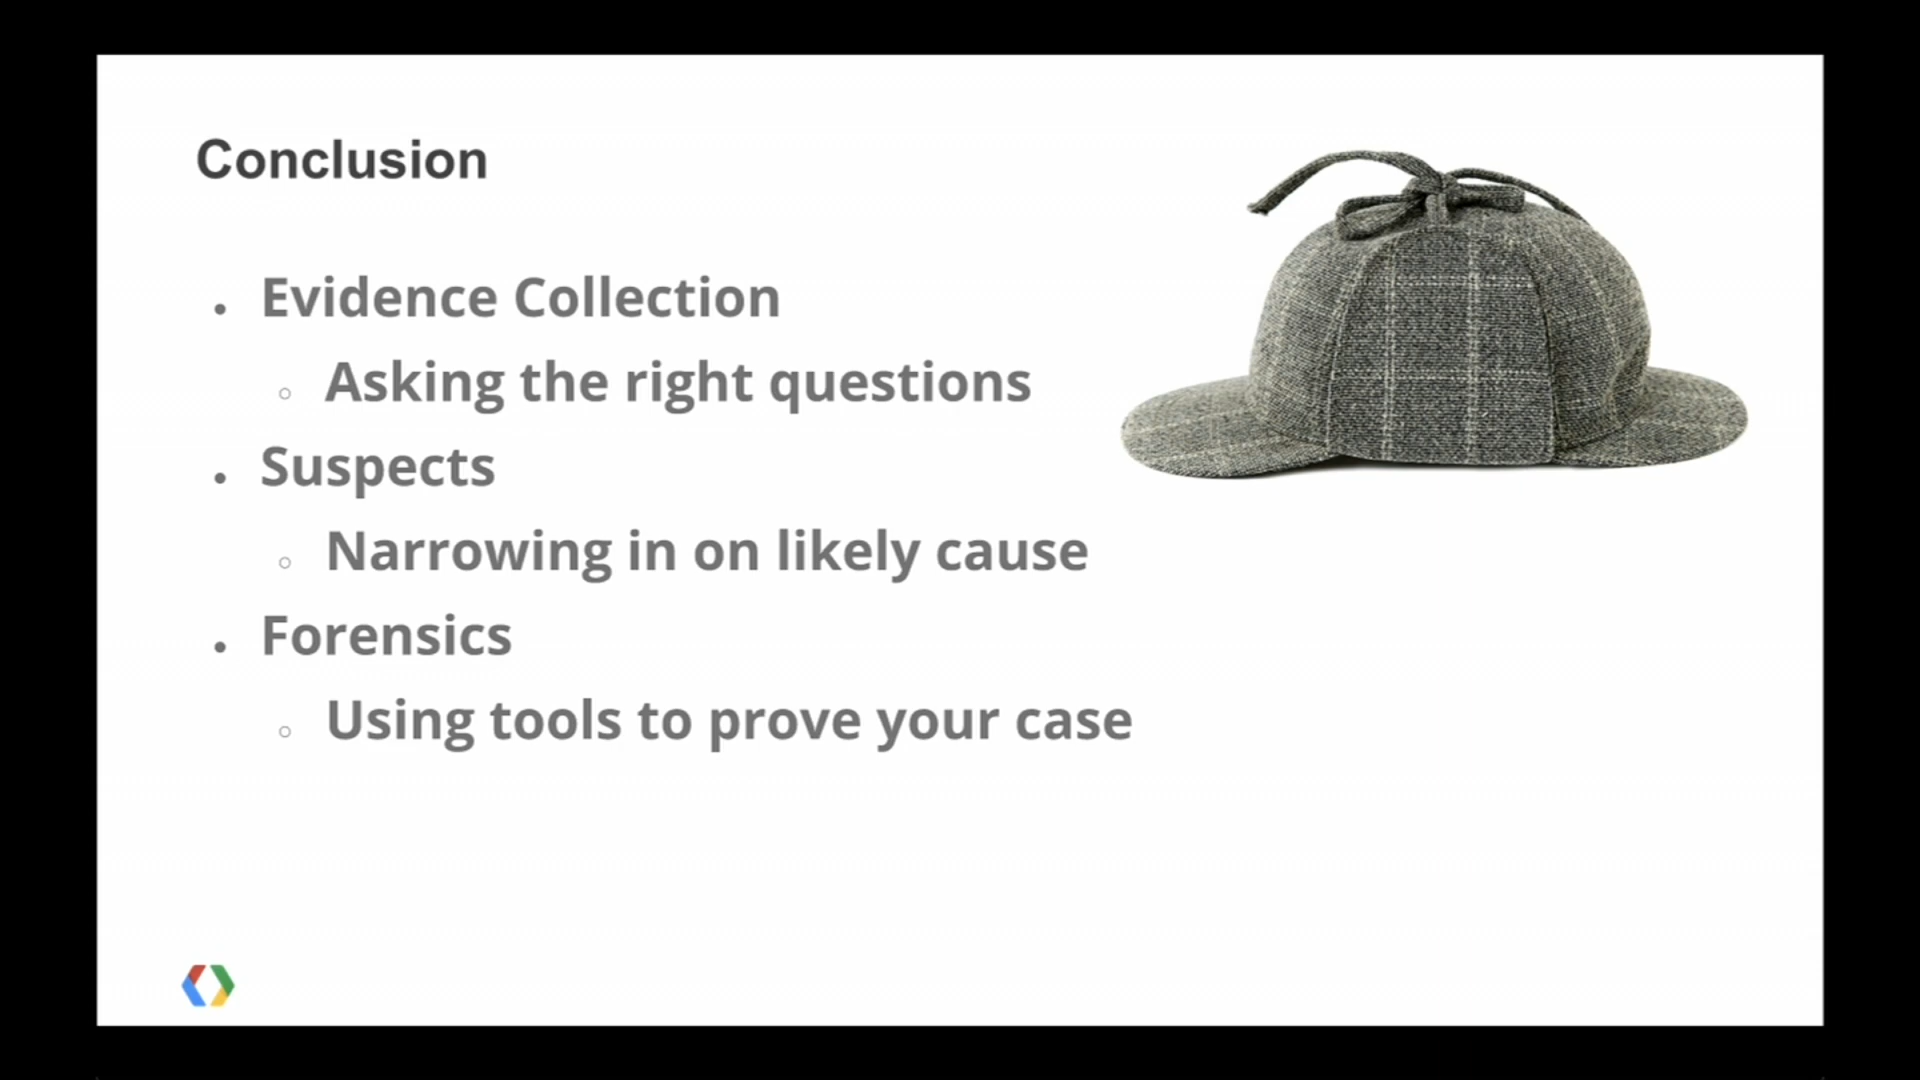 Conclusion
Evidence Collection
Asking the right questions
Suspects
Narrowing in on likely cause
Forensics
Using tools to prove your case